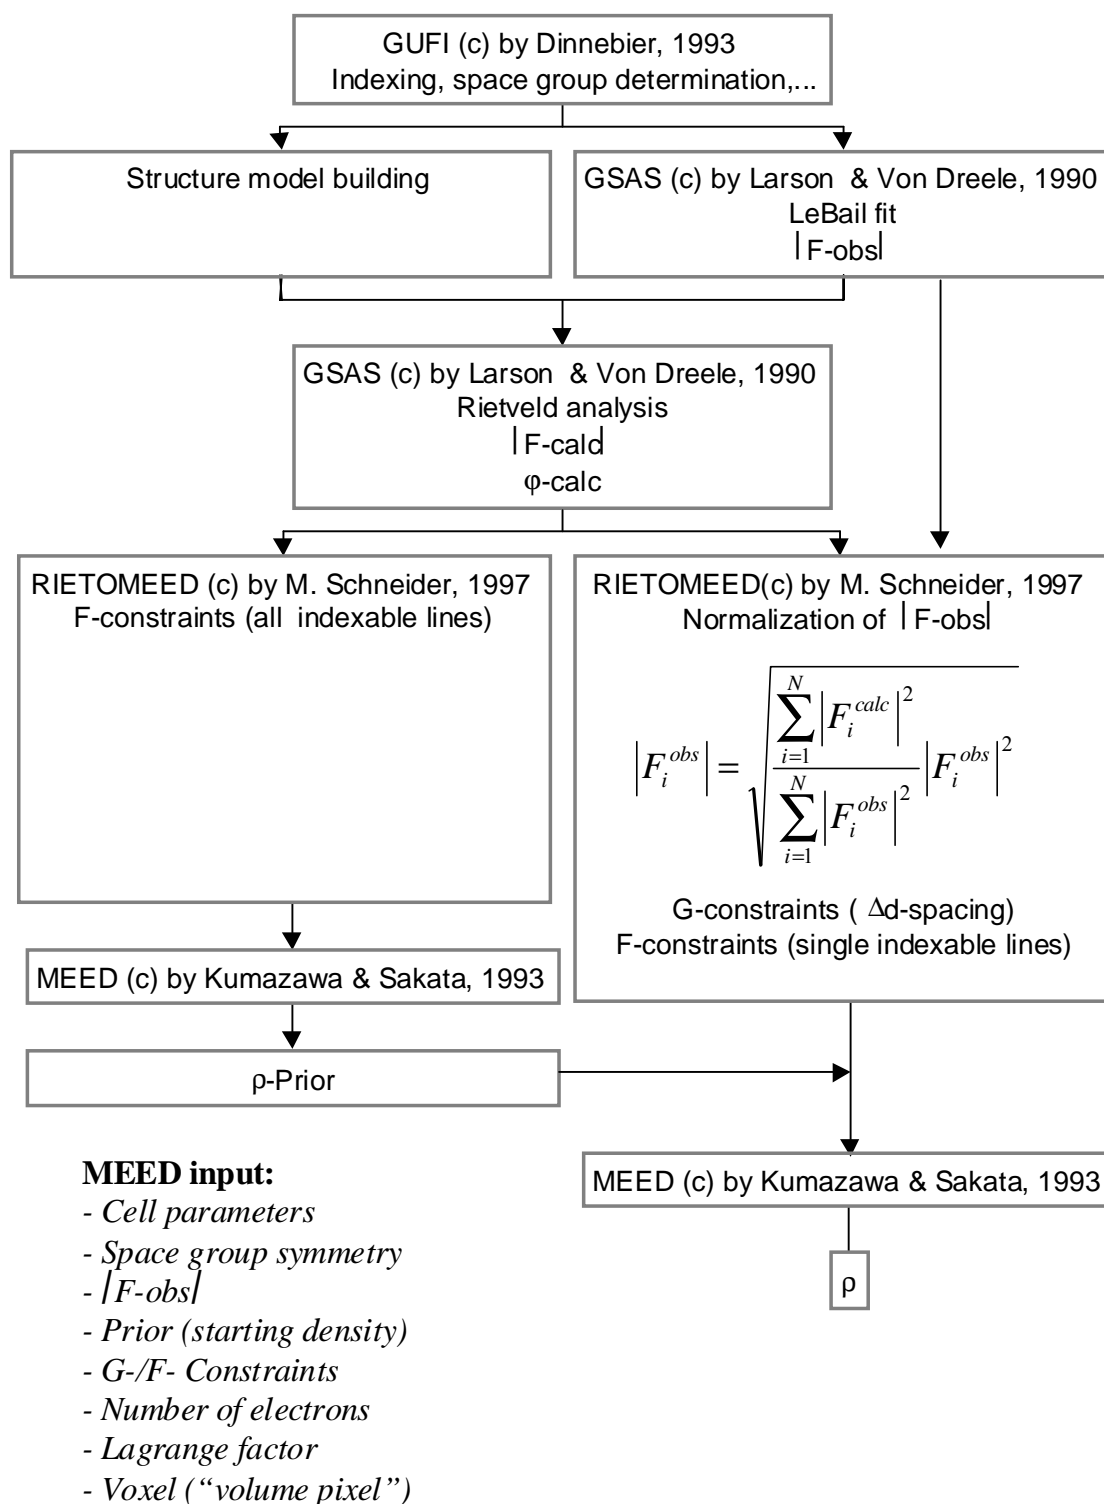 GUFI (c) by Dinnebier, 1993
Indexing, space group determination,...
Structure model building
GSAS (c) by Larson & Von Dreele, 1990
LeBail fit
|F-obs|
GSAS (c) by Larson & Von Dreele, 1990
Rietveld analysis
|F-calc|
φ-calc
RIETOMEED (c) by M. Schneider, 1997
F-constraints (all indexable lines)
RIETOMEED(c) by M. Schneider, 1997
Normalization of |F-obs|
|F_i^{obs}| = \sqrt{\frac{\sum_{i=1}^{N} |F_i^{calc}|^2}{\sum_{i=1}^{N} |F_i^{obs}|^2} |F_i^{obs}|^2}
G-constraints ( Δd-spacing)
F-constraints (single indexable lines)
MEED (c) by Kumazawa & Sakata, 1993
ρ-Prior
MEED (c) by Kumazawa & Sakata, 1993
ρ
MEED input:
- Cell parameters
- Space group symmetry
- |F-obs|
- Prior (starting density)
- G-/F- Constraints
- Number of electrons
- Lagrange factor
- Voxel (“volume pixel”)